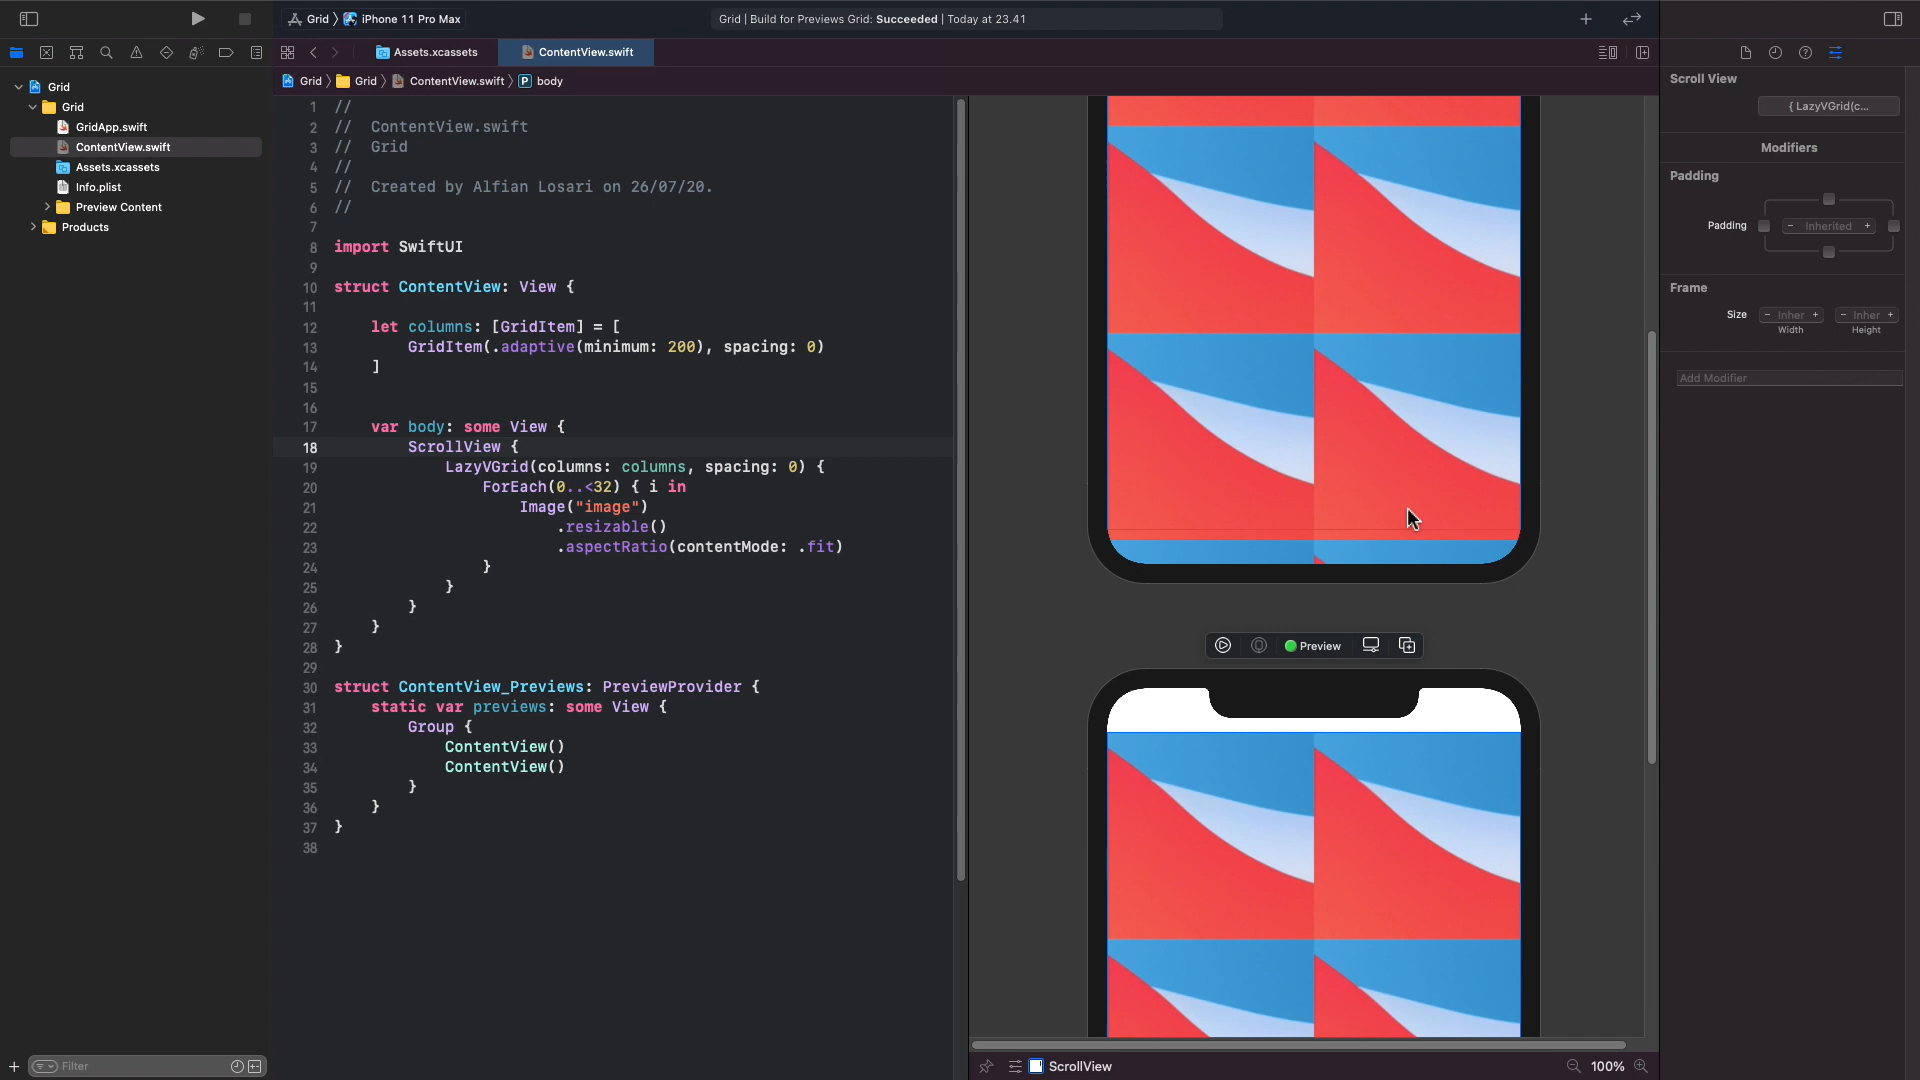 Grid 〉 iPhone 11 Pro Max
Grid | Build for Previews Grid: Succeeded | Today at 23.41
Assets.xcassets
ContentView.swift
Grid 〉 Grid 〉 ContentView.swift 〉 P body
Grid
Grid
GridApp.swift
ContentView.swift
Assets.xcassets
Info.plist
Preview Content
Products
Filter
1 //
2 //  ContentView.swift
3 //  Grid
4 //
5 //  Created by Alfian Losari on 26/07/20.
6 //
7
8 import SwiftUI
9
10 struct ContentView: View {
11
12     let columns: [GridItem] = [
13         GridItem(.adaptive(minimum: 200), spacing: 0)
14     ]
15
16
17     var body: some View {
18         ScrollView {
19             LazyVGrid(columns: columns, spacing: 0) {
20                 ForEach(0..<32) { i in
21                     Image("image")
22                         .resizable()
23                         .aspectRatio(contentMode: .fit)
24                 }
25             }
26         }
27     }
28 }
29
30 struct ContentView_Previews: PreviewProvider {
31     static var previews: some View {
32         Group {
33             ContentView()
34             ContentView()
35         }
36     }
37 }
38
Preview
ScrollView
100%
Scroll View
{ LazyVGrid(c...
Modifiers
Padding
Padding
− Inherited +
Frame
Size − Inher + − Inher +
Width Height
Add Modifier